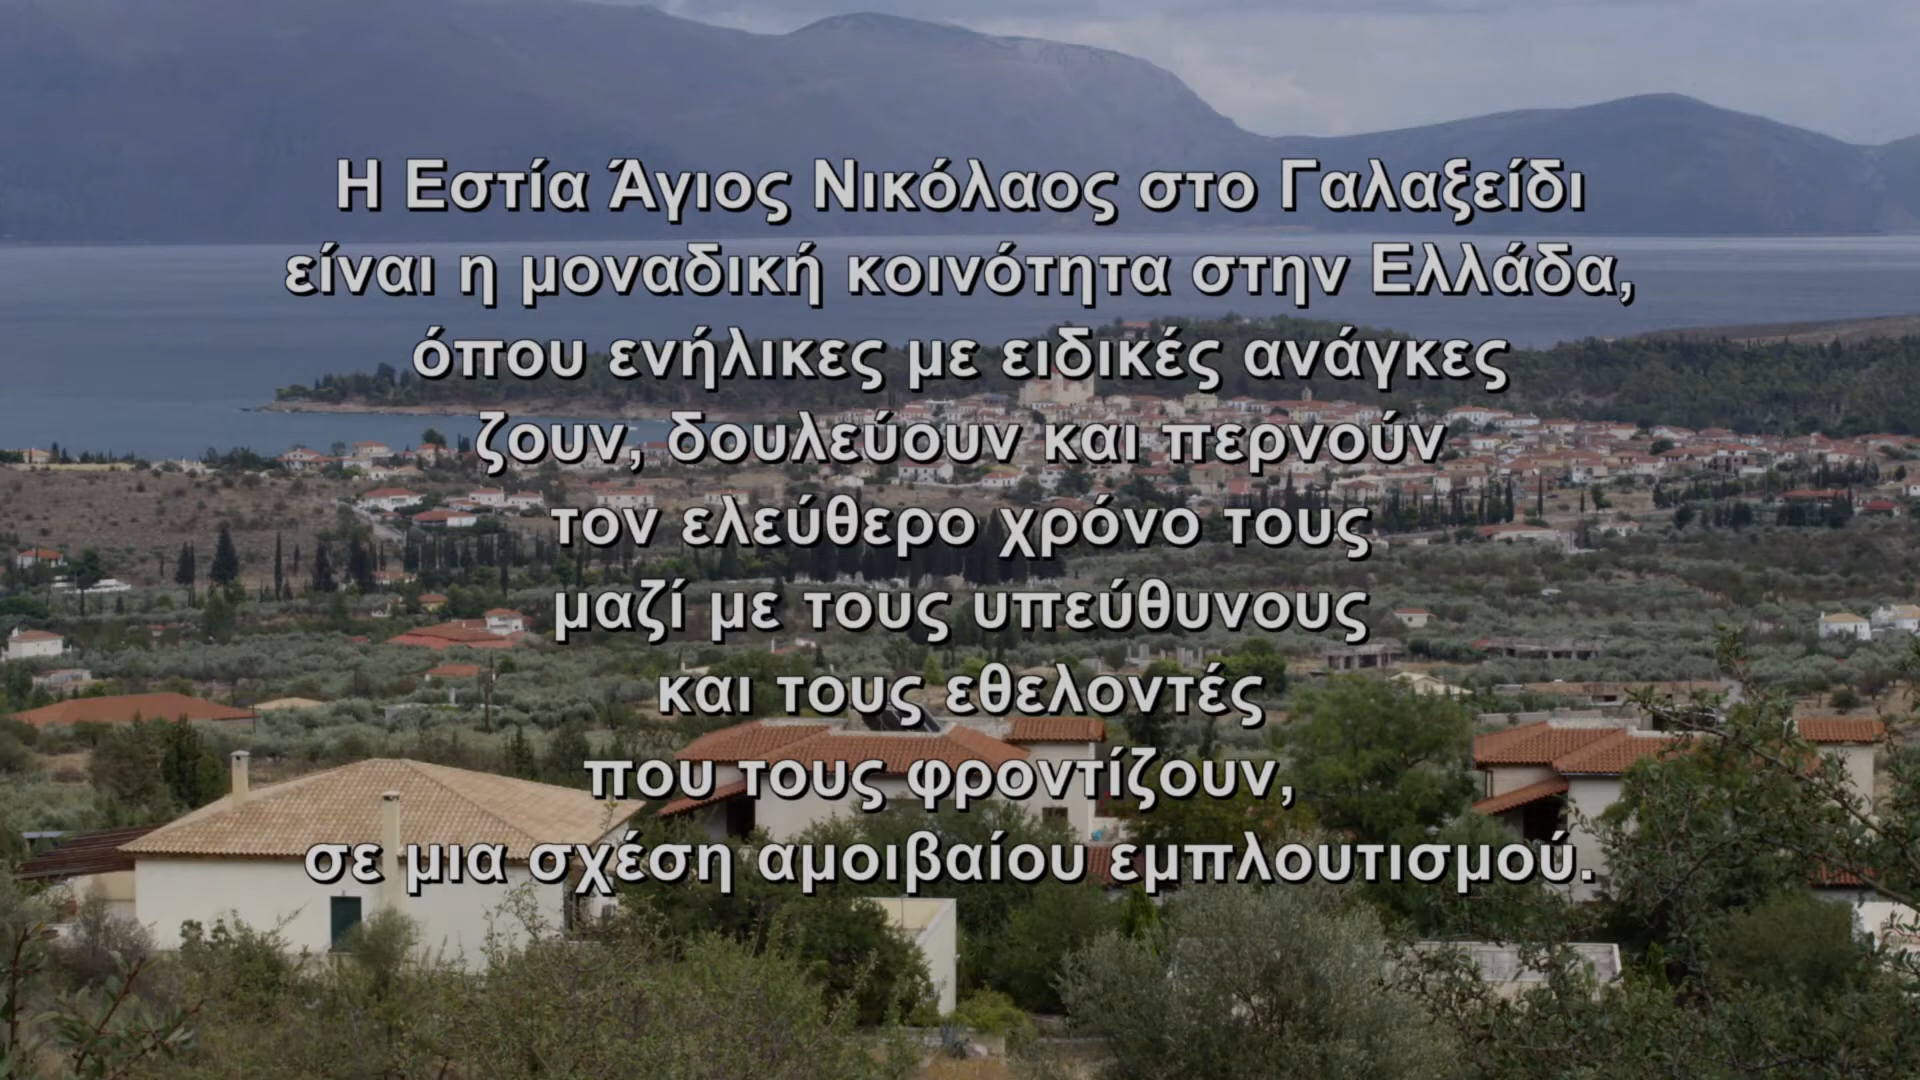 Η Εστία Άγιος Νικόλαος στο Γαλαξείδι
είναι η μοναδική κοινότητα στην Ελλάδα,
όπου ενήλικες με ειδικές ανάγκες
ζουν, δουλεύουν και περνούν
τον ελεύθερο χρόνο τους
μαζί με τους υπεύθυνους
και τους εθελοντές
που τους φροντίζουν,
σε μια σχέση αμοιβαίου εμπλουτισμού.